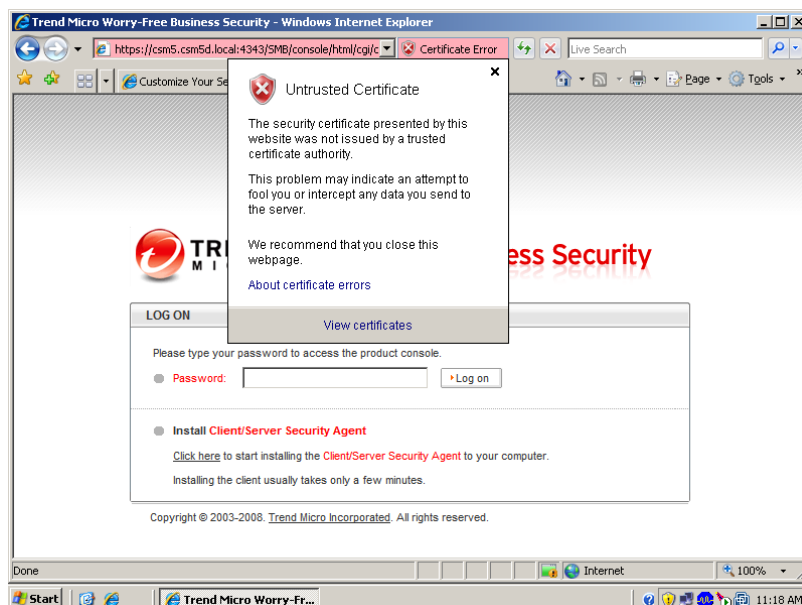 Trend Micro Worry-Free Business Security - Windows Internet Explorer
https://csm5.csm5d.local:4343/SMB/console/html/cgi/c
Certificate Error
Live Search
Customize Your Se
Page
Tools
Untrusted Certificate
The security certificate presented by this
website was not issued by a trusted
certificate authority.
This problem may indicate an attempt to
fool you or intercept any data you send to
the server.
We recommend that you close this
webpage.
About certificate errors
View certificates
TR
MI
ess Security
LOG ON
Please type your password to access the product console.
Password:
Log on
Install Client/Server Security Agent
Click here to start installing the Client/Server Security Agent to your computer.
Installing the client usually takes only a few minutes.
Copyright © 2003-2008. Trend Micro Incorporated. All rights reserved.
Done
Internet
100%
Start
Trend Micro Worry-Fr...
11:18 AM